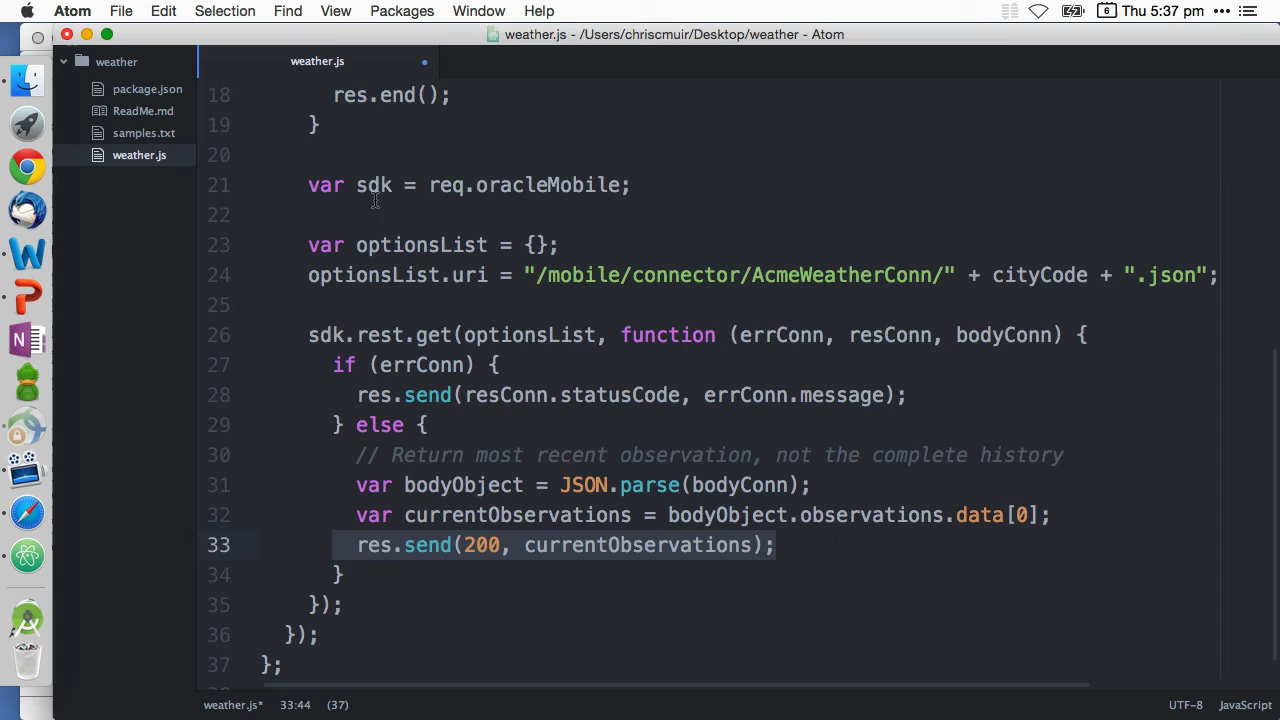 Atom File Edit Selection Find View Packages Window Help 6 Thu 5:37 pm
weather.js - /Users/chriscmuir/Desktop/weather - Atom
weather
package.json
ReadMe.md
samples.txt
weather.js
weather.js
18 res.end();
19 }
20
21 var sdk = req.oracleMobile;
22
23 var optionsList = {};
24 optionsList.uri = "/mobile/connector/AcmeWeatherConn/" + cityCode + ".json";
25
26 sdk.rest.get(optionsList, function (errConn, resConn, bodyConn) {
27 if (errConn) {
28 res.send(resConn.statusCode, errConn.message);
29 } else {
30 // Return most recent observation, not the complete history
31 var bodyObject = JSON.parse(bodyConn);
32 var currentObservations = bodyObject.observations.data[0];
33 res.send(200, currentObservations);
34 }
35 });
36 });
37 };
weather.js* 33:44 (37) UTF-8 JavaScript